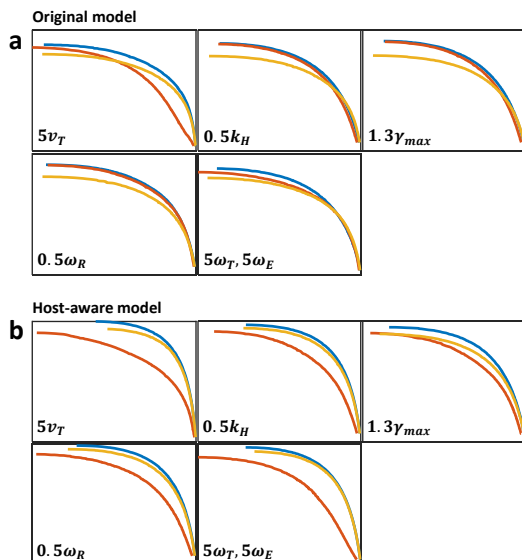 Original model
a
5v_T
0.5k_H
1.3γ_max
0.5ω_R
5ω_T, 5ω_E
Host-aware model
b
5v_T
0.5k_H
1.3γ_max
0.5ω_R
5ω_T, 5ω_E